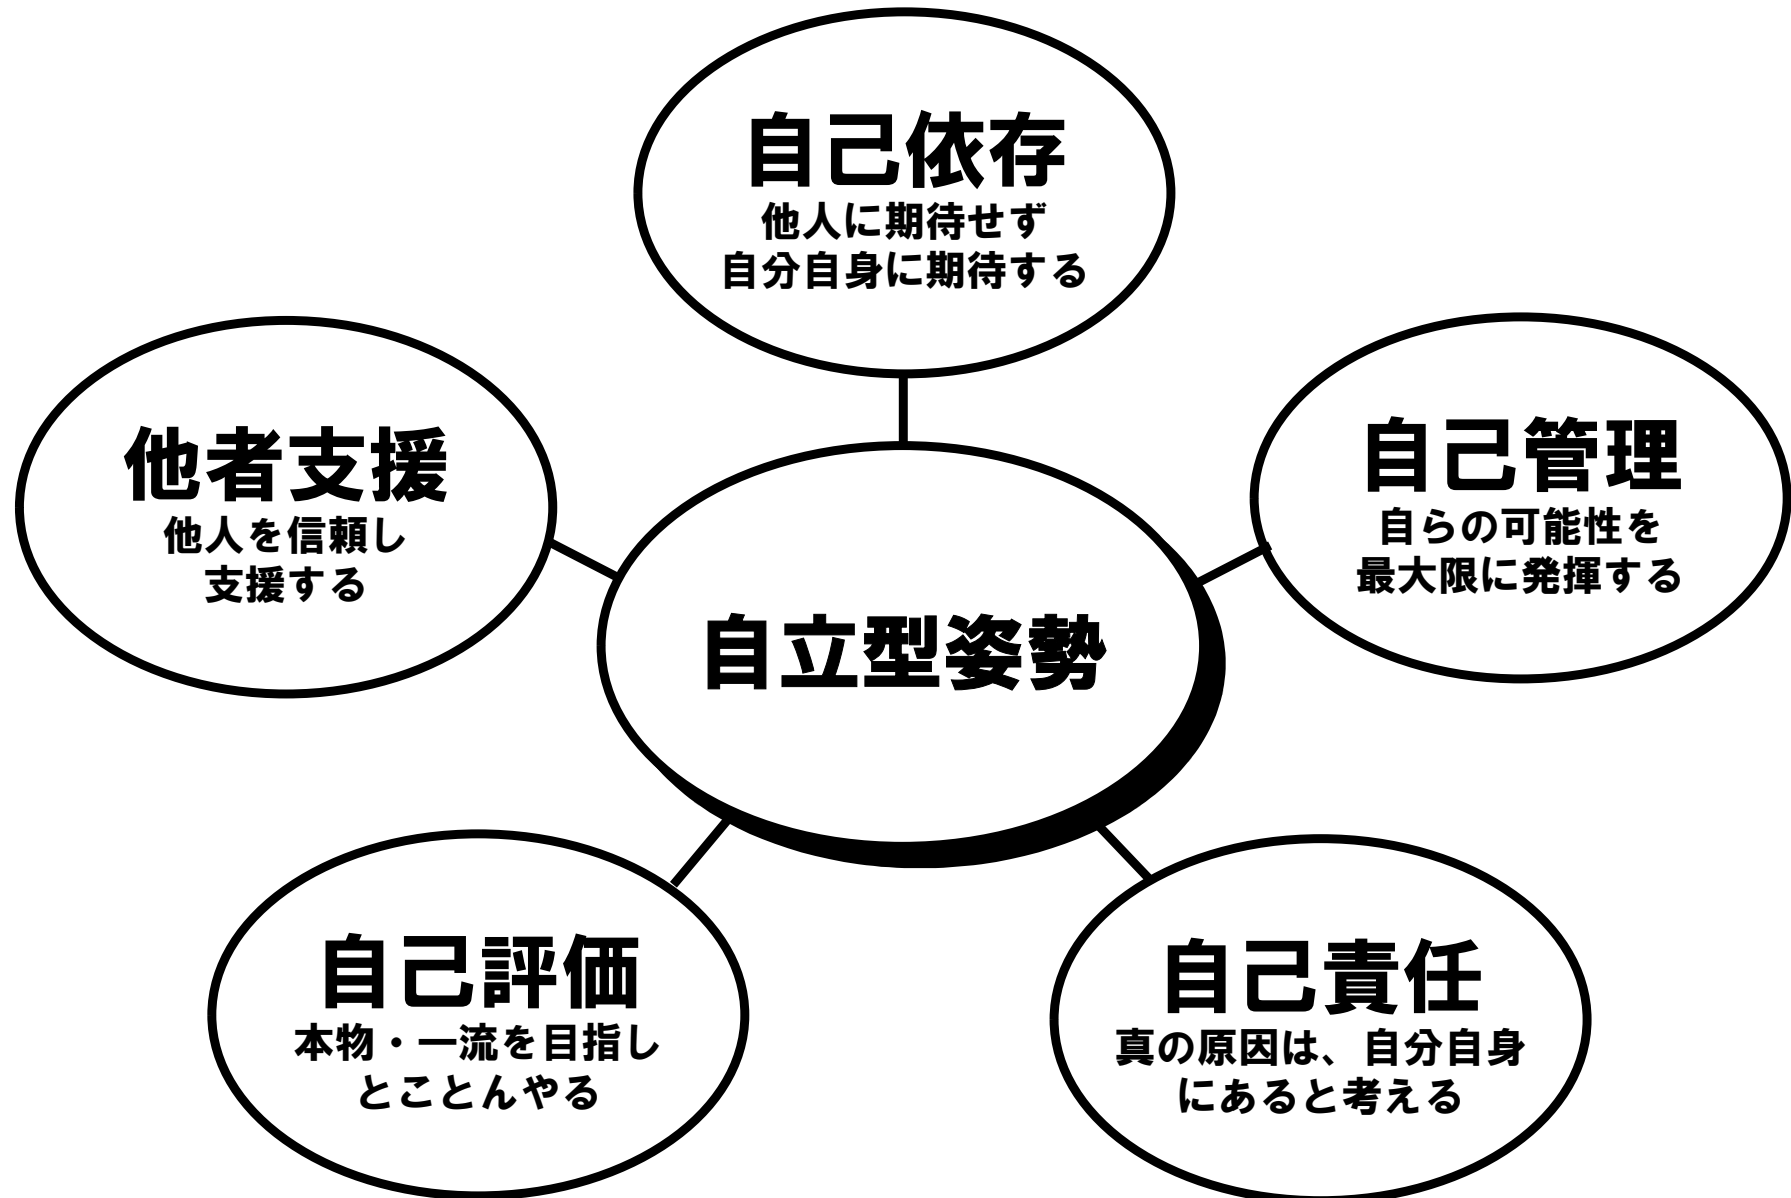 自己依存
他人に期待せず
自分自身に期待する
他者支援
他人を信頼し
支援する
自己管理
自らの可能性を
最大限に発揮する
自立型姿勢
自己評価
本物・一流を目指し
とことんやる
自己責任
真の原因は、自分自身
にあると考える